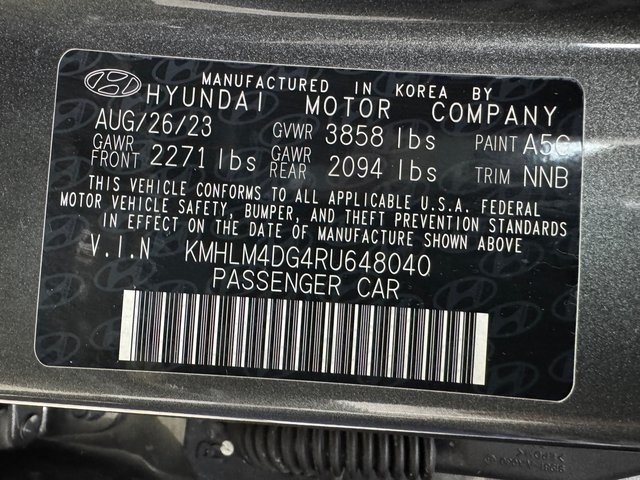 MANUFACTURED IN KOREA BY
HYUNDAI MOTOR COMPANY
AUG/26/23 GVWR 3858 lbs PAINT A5G
GAWR FRONT 2271 lbs GAWR REAR 2094 lbs TRIM NNB
THIS VEHICLE CONFORMS TO ALL APPLICABLE U.S.A. FEDERAL
MOTOR VEHICLE SAFETY, BUMPER, AND THEFT PREVENTION STANDARDS
IN EFFECT ON THE DATE OF MANUFACTURE SHOWN ABOVE
V.I.N KMHLM4DG4RU648040
PASSENGER CAR